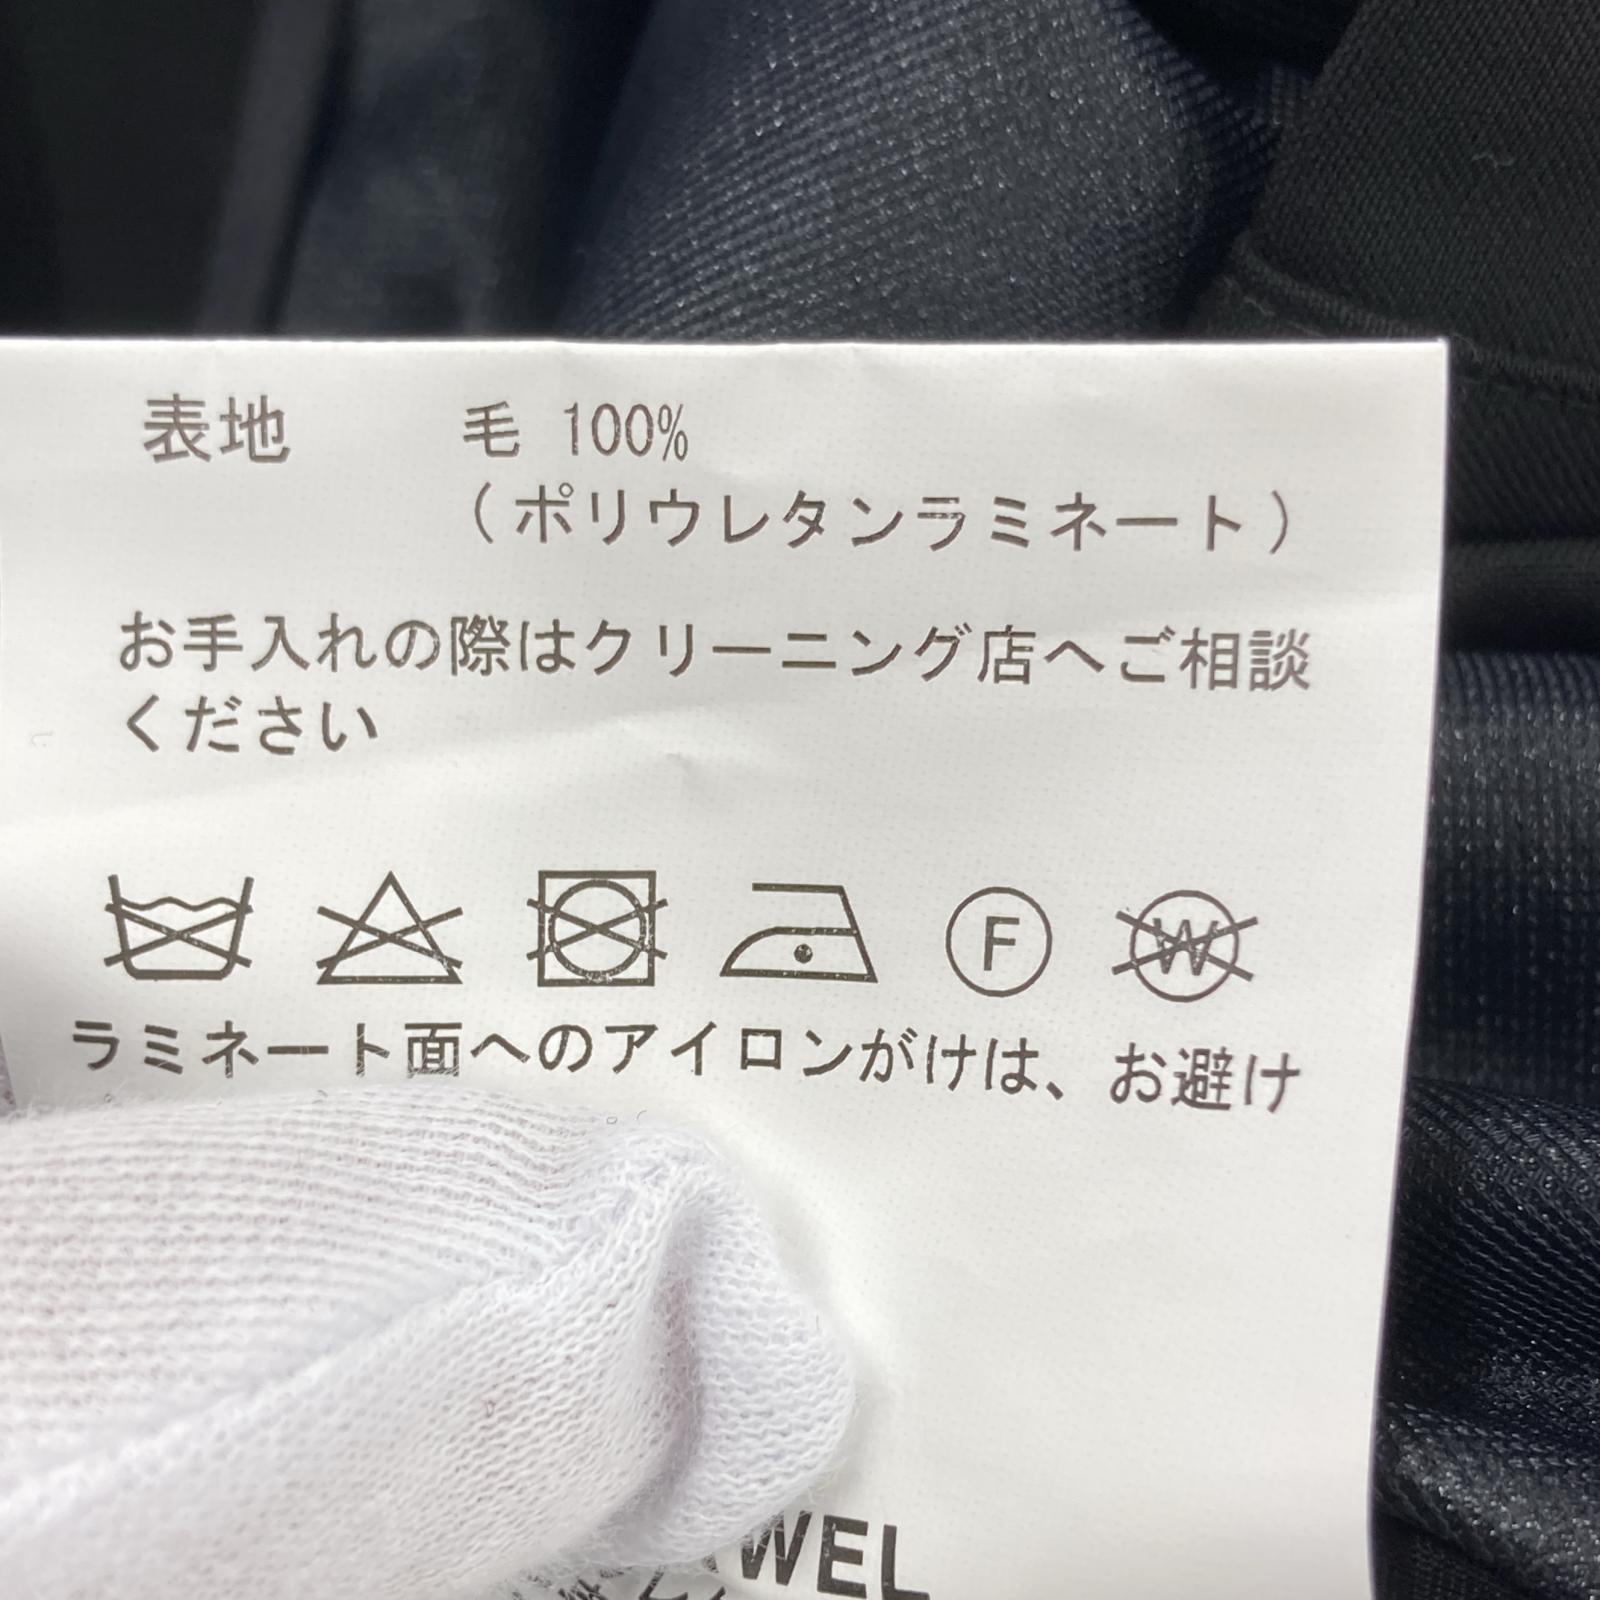 表地 毛 100%
(ポリウレタンラミネート)
お手入れの際はクリーニング店へご相談
ください
F W
ラミネート面へのアイロンがけは、お避け
WEL